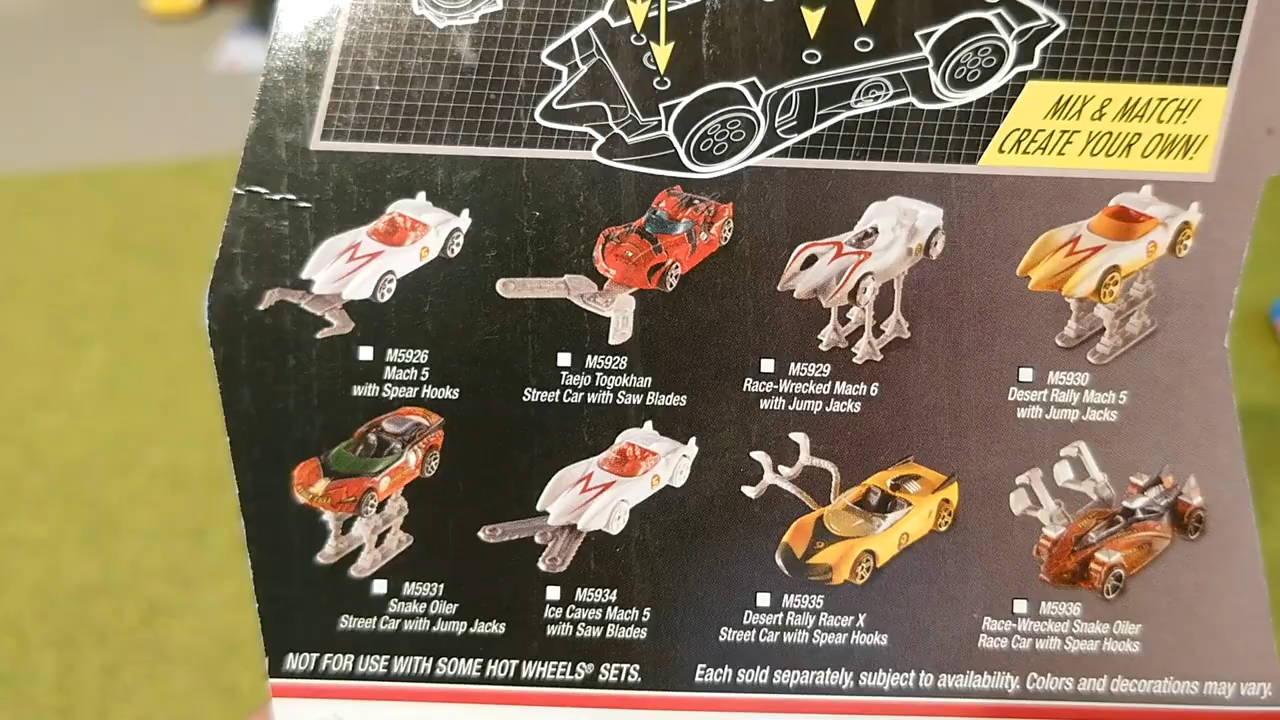 MIX & MATCH!
CREATE YOUR OWN!
M5926
Mach 5
with Spear Hooks
M5928
Taejo Togokhan
Street Car with Saw Blades
M5929
Race-Wrecked Mach 6
with Jump Jacks
M5930
Desert Rally Mach 5
with Jump Jacks
M5931
Snake Oiler
Street Car with Jump Jacks
M5934
Ice Caves Mach 5
with Saw Blades
M5935
Desert Rally Racer X
Street Car with Spear Hooks
M5936
Race-Wrecked Snake Oiler
Race Car with Spear Hooks
NOT FOR USE WITH SOME HOT WHEELS® SETS.
Each sold separately, subject to availability. Colors and decorations may vary.